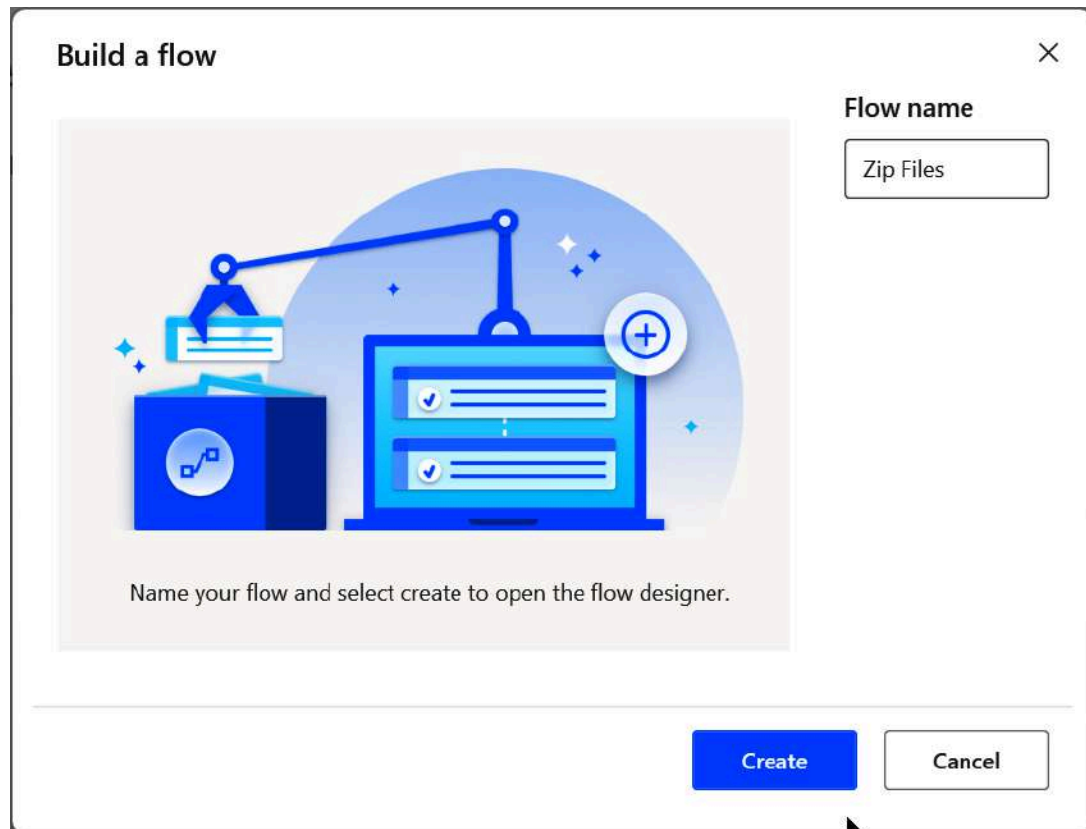 Build a flow
Flow name
Zip Files
Name your flow and select create to open the flow designer.
Create
Cancel